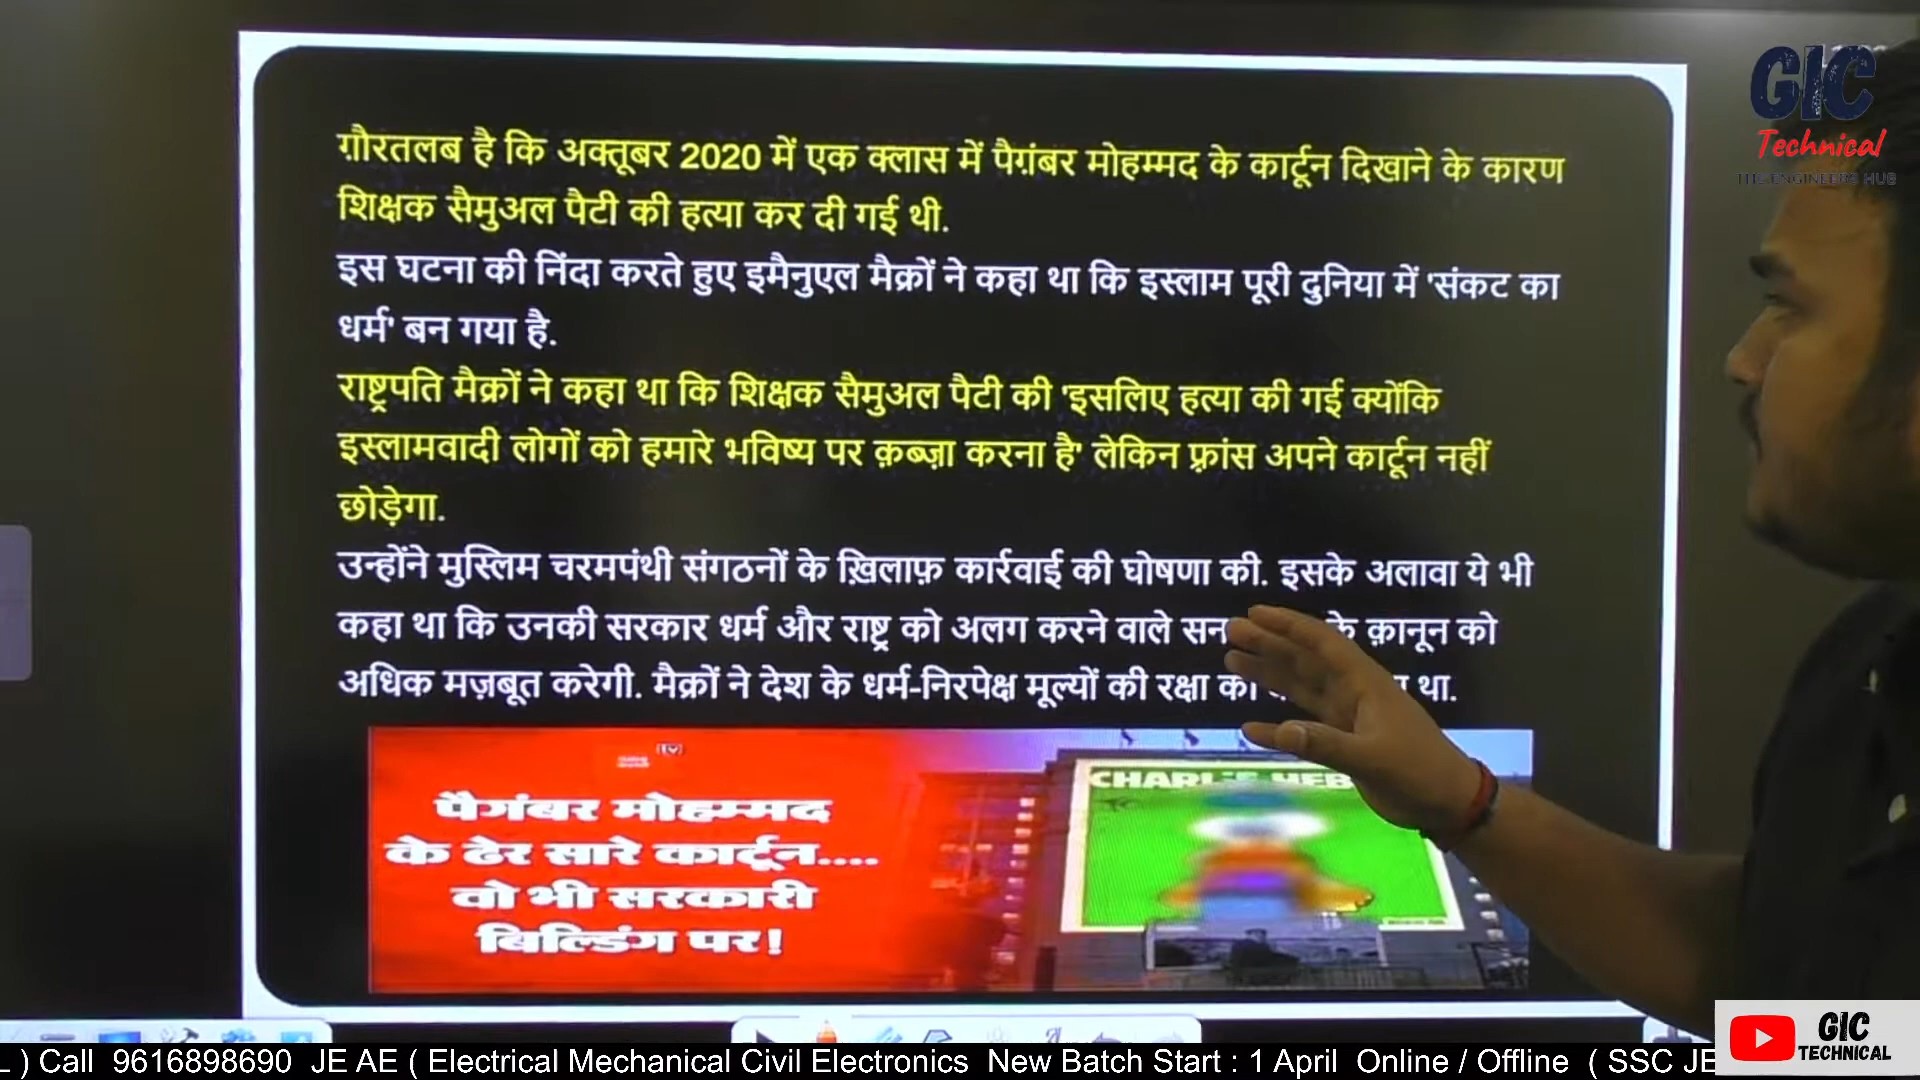 GIC
Technical
THE ENGINEERS HUB
ग़ौरतलब है कि अक्तूबर 2020 में एक क्लास में पैग़ंबर मोहम्मद के कार्टून दिखाने के कारण
शिक्षक सैमुअल पैटी की हत्या कर दी गई थी.
इस घटना की निंदा करते हुए इमैनुएल मैक्रों ने कहा था कि इस्लाम पूरी दुनिया में 'संकट का
धर्म' बन गया है.
राष्ट्रपति मैक्रों ने कहा था कि शिक्षक सैमुअल पैटी की 'इसलिए हत्या की गई क्योंकि
इस्लामवादी लोगों को हमारे भविष्य पर क़ब्ज़ा करना है' लेकिन फ़्रांस अपने कार्टून नहीं
छोड़ेगा.
उन्होंने मुस्लिम चरमपंथी संगठनों के ख़िलाफ़ कार्रवाई की घोषणा की. इसके अलावा ये भी
कहा था कि उनकी सरकार धर्म और राष्ट्र को अलग करने वाले के क़ानून को
अधिक मज़बूत करेगी. मैक्रों ने देश के धर्म-निरपेक्ष मूल्यों की रक्षा था.
पैगंबर मोहम्मद
के ढेर सारे कार्टून....
वो भी सरकारी
बिल्डिंग पर!
CHARLIE HEB
GIC
TECHNICAL
) Call 9616898690 JE AE ( Electrical Mechanical Civil Electronics New Batch Start : 1 April Online / Offline ( SSC JE